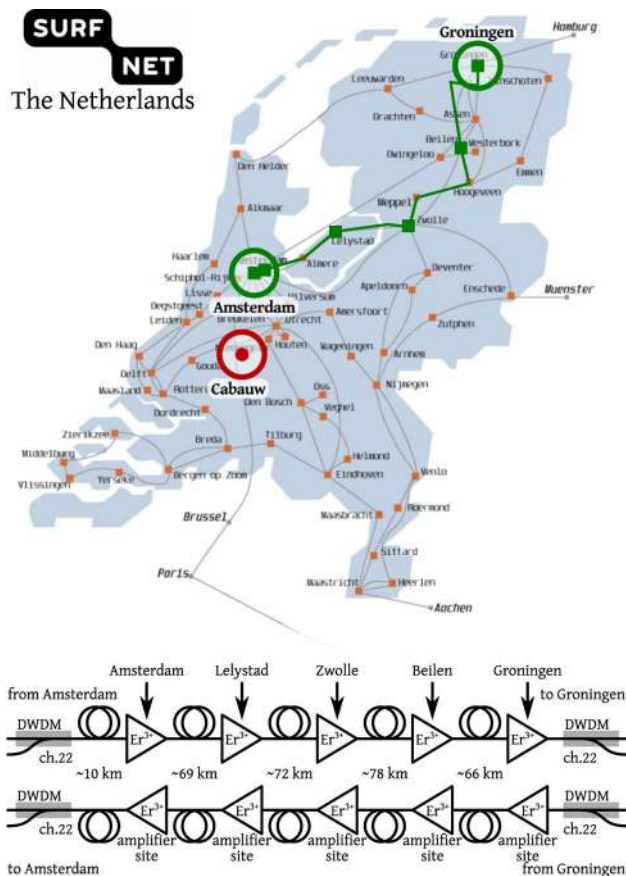 SURF
NET
The Netherlands
Groningen
Hamburg
Groningen
Leeuwarden
Drachten
Assen
Beilen
Westerbork
Dwingeloo
Emmen
Den Helder
Hoogeveen
Meppel
Alkmaar
Zwolle
Lelystad
Haarlem
Almere
Deventer
Lisse
Apeldoorn
Enschede
Muenster
Oegstgeest
Amsterdam
Hilversum
Leiden
Breukelen
Utrecht
Amersfoort
Zutphen
Den Haag
Houten
Wageningen
Arnhem
Delft
Gouda
Nijmegen
Maasland
Cabauw
Oss
Den Bosch
Dordrecht
Veghel
Zierikzee
Breda
Tilburg
Middelburg
Helmond
Venlo
Vlissingen
Yerseke
Bergen op Zoom
Eindhoven
Brussel
Maasbracht
Roermond
Sittard
Paris
Maastricht
Heerlen
Aachen
Amsterdam Lelystad Zwolle Beilen Groningen
from Amsterdam to Groningen
DWDM DWDM
Er3+ Er3+ Er3+ Er3+ Er3+
ch.22 ch.22
~10 km ~69 km ~72 km ~78 km ~66 km
DWDM DWDM
Er3+ Er3+ Er3+ Er3+ Er3+
ch.22 ch.22
amplifier site amplifier site amplifier site amplifier site amplifier site
to Amsterdam from Groningen